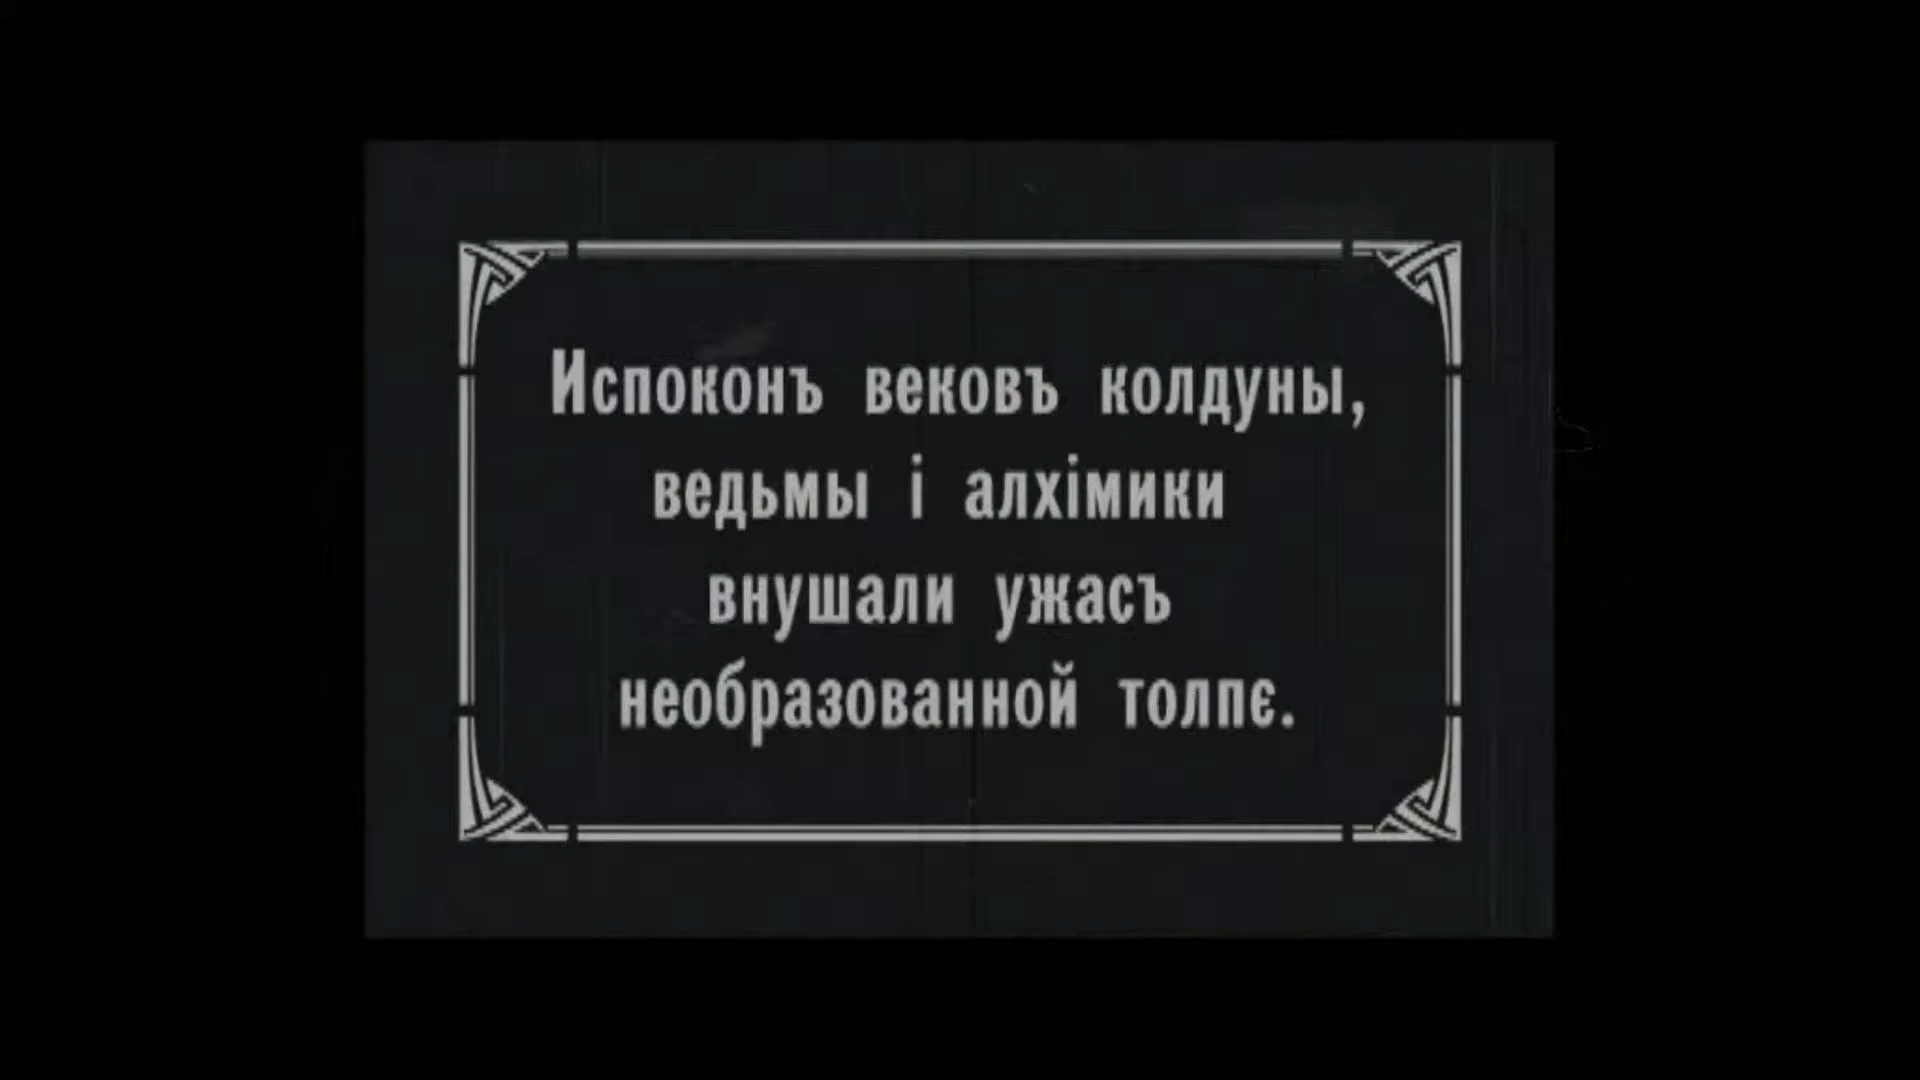 Испоконъ вековъ колдуны,
ведьмы і алхімики
внушали ужасъ
необразованной толпє.